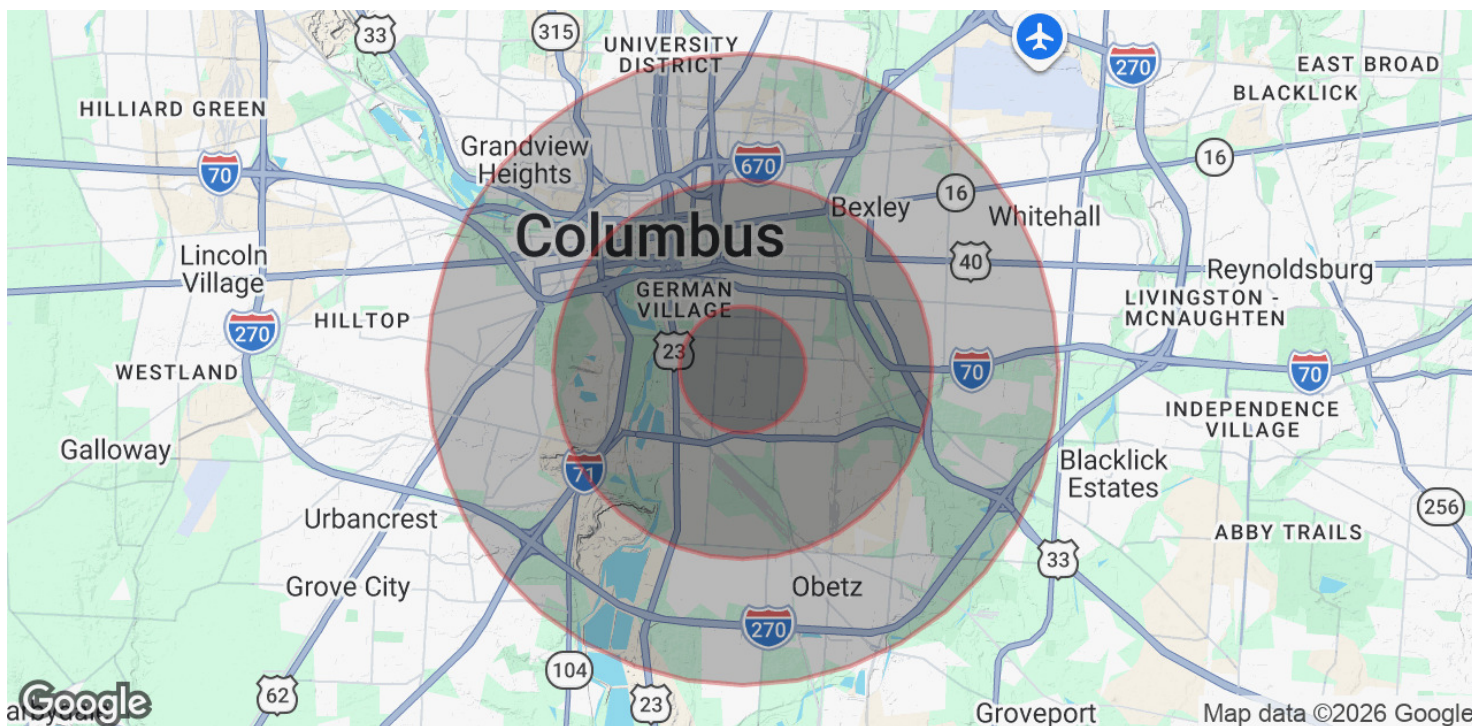 33
315
UNIVERSITY
DISTRICT
270
EAST BROAD
BLACKLICK
HILLIARD GREEN
Grandview
Heights
670
16
70
16
Bexley
Whitehall
Columbus
40
Lincoln
Village
Reynoldsburg
GERMAN
VILLAGE
LIVINGSTON -
MCNAUGHTEN
HILLTOP
270
23
WESTLAND
70
70
INDEPENDENCE
VILLAGE
Galloway
71
Blacklick
Estates
256
Urbancrest
ABBY TRAILS
33
Grove City
Obetz
270
104
62
23
Google
Groveport
Map data ©2026 Google